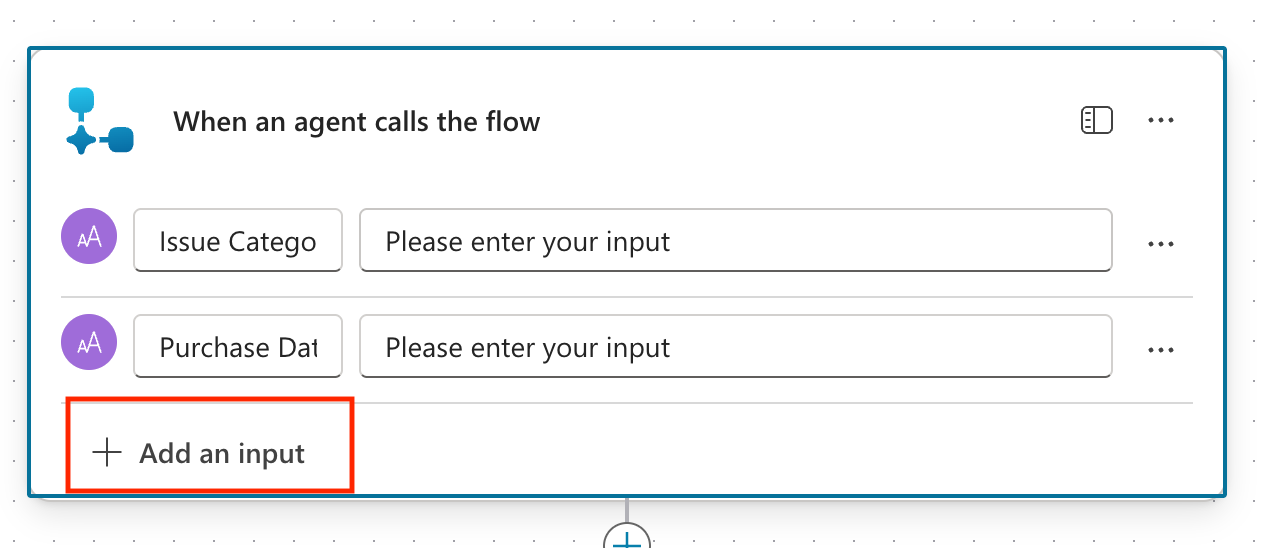 When an agent calls the flow
Issue Catego
Please enter your input
Purchase Dat
Please enter your input
Add an input